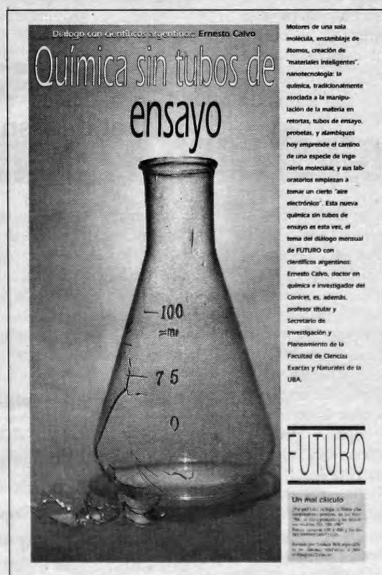 Diálogo con científicos argentinos: Ernesto Calvo
Química sin tubos de
ensayo
100
ml
75
0
Motores de una sola
molécula, ensamblaje de
átomos, creación de
"materiales inteligentes",
nanotecnología: la
química, tradicionalmente
asociada a la manipu-
lación de la materia en
retortas, tubos de ensayo,
probetas, y alambiques
hoy emprende el camino
de una especie de inge-
niería molecular, y sus lab-
oratorios empiezan a
tomar un cierto "aire
electrónico". Esta nueva
química sin tubos de
ensayo es esta vez, el
tema del diálogo mensual
de FUTURO con
científicos argentinos:
Ernesto Calvo, doctor en
química e investigador del
Conicet, es, además,
profesor titular y
Secretario de
Investigación y
Planeamiento de la
Facultad de Ciencias
Exactas y Naturales de la
UBA.
FUTURO
Un mal cálculo